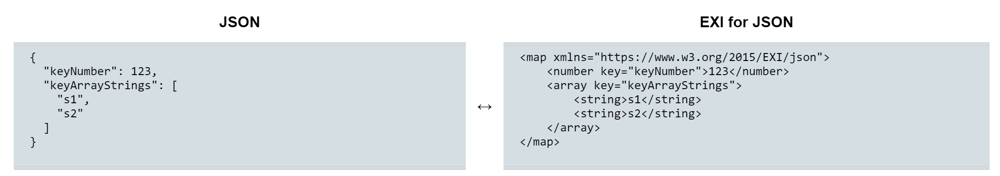 JSON
{
  "keyNumber": 123,
  "keyArrayStrings": [
    "s1",
    "s2"
  ]
}
↔
EXI for JSON
<map xmlns="https://www.w3.org/2015/EXI/json">
    <number key="keyNumber">123</number>
    <array key="keyArrayStrings">
        <string>s1</string>
        <string>s2</string>
    </array>
</map>